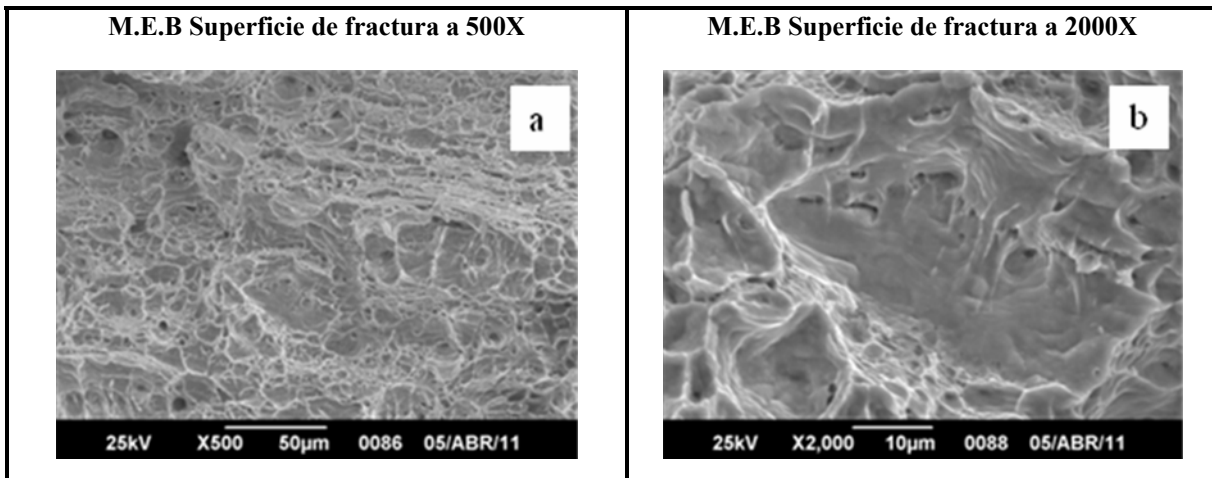 M.E.B Superficie de fractura a 500X
M.E.B Superficie de fractura a 2000X
a
b
25kV X500 50µm 0086 05/ABR/11
25kV X2,000 10µm 0088 05/ABR/11